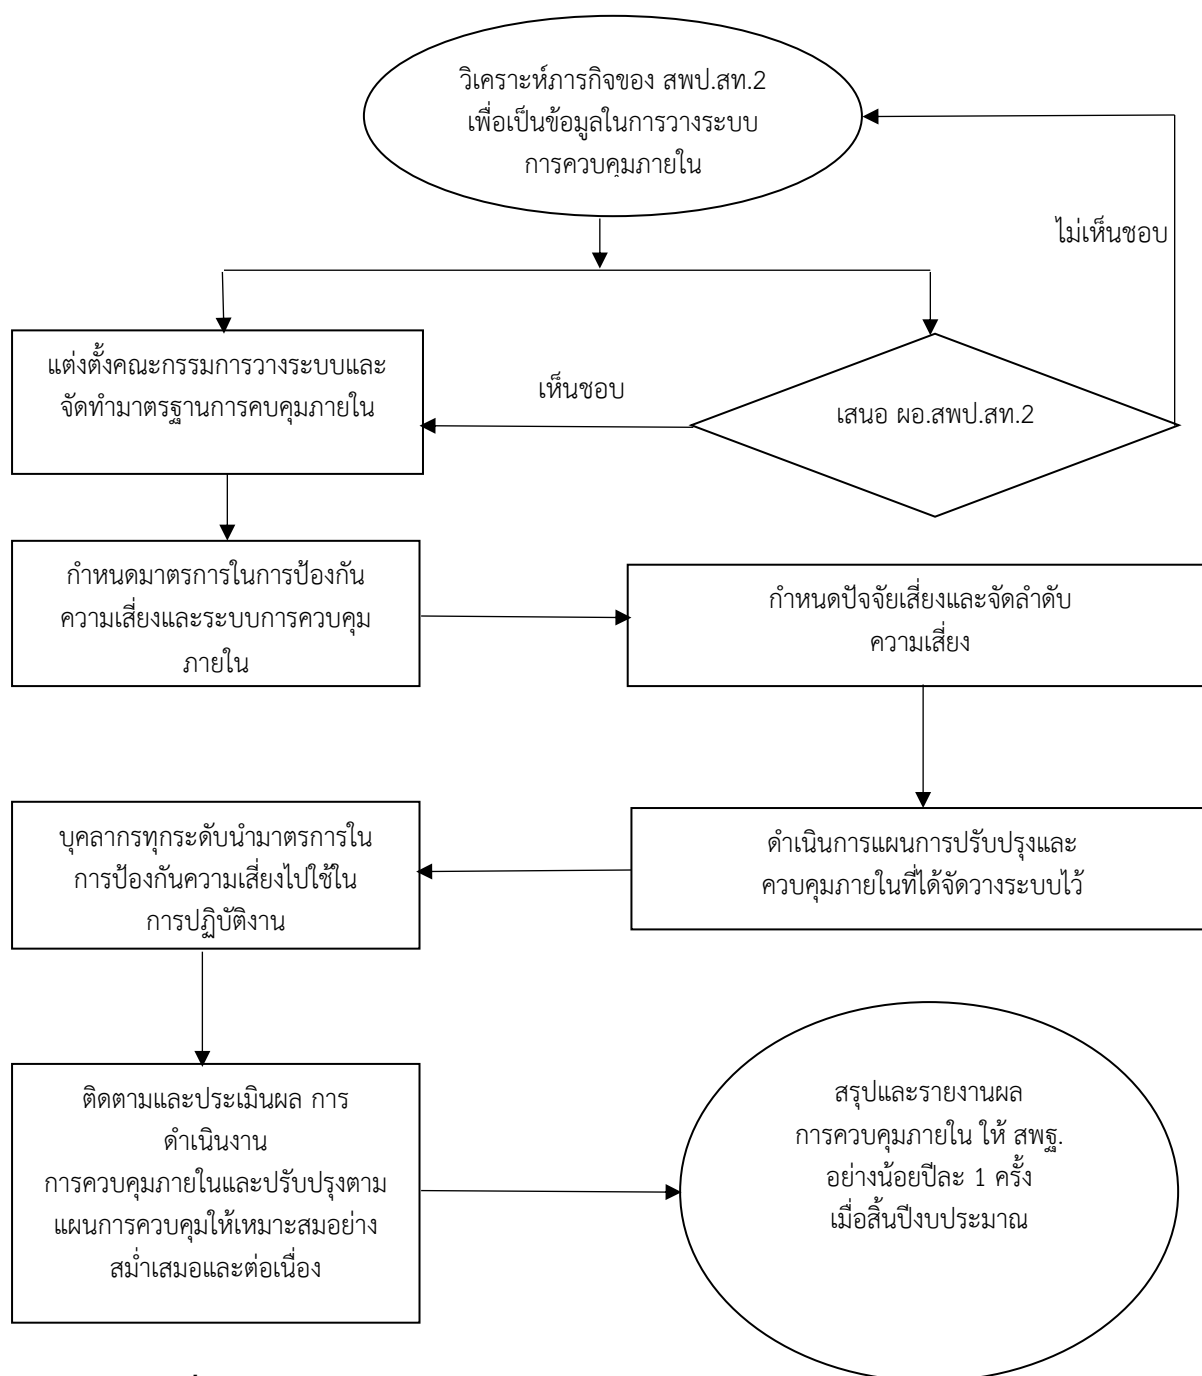 วิเคราะห์ภารกิจของ สพป.สท.2
เพื่อเป็นข้อมูลในการวางระบบ
การควบคุมภายใน
ไม่เห็นชอบ
แต่งตั้งคณะกรรมการวางระบบและ
จัดทำมาตรฐานการคบคุมภายใน
เห็นชอบ
เสนอ ผอ.สพป.สท.2
กำหนดมาตรการในการป้องกัน
ความเสี่ยงและระบบการควบคุม
ภายใน
กำหนดปัจจัยเสี่ยงและจัดลำดับ
ความเสี่ยง
บุคลากรทุกระดับนำมาตรการใน
การป้องกันความเสี่ยงไปใช้ใน
การปฏิบัติงาน
ดำเนินการแผนการปรับปรุงและ
ควบคุมภายในที่ได้จัดวางระบบไว้
ติดตามและประเมินผล การ
ดำเนินงาน
การควบคุมภายในและปรับปรุงตาม
แผนการควบคุมให้เหมาะสมอย่าง
สม่ำเสมอและต่อเนื่อง
สรุปและรายงานผล
การควบคุมภายใน ให้ สพฐ.
อย่างน้อยปีละ 1 ครั้ง
เมื่อสิ้นปีงบประมาณ